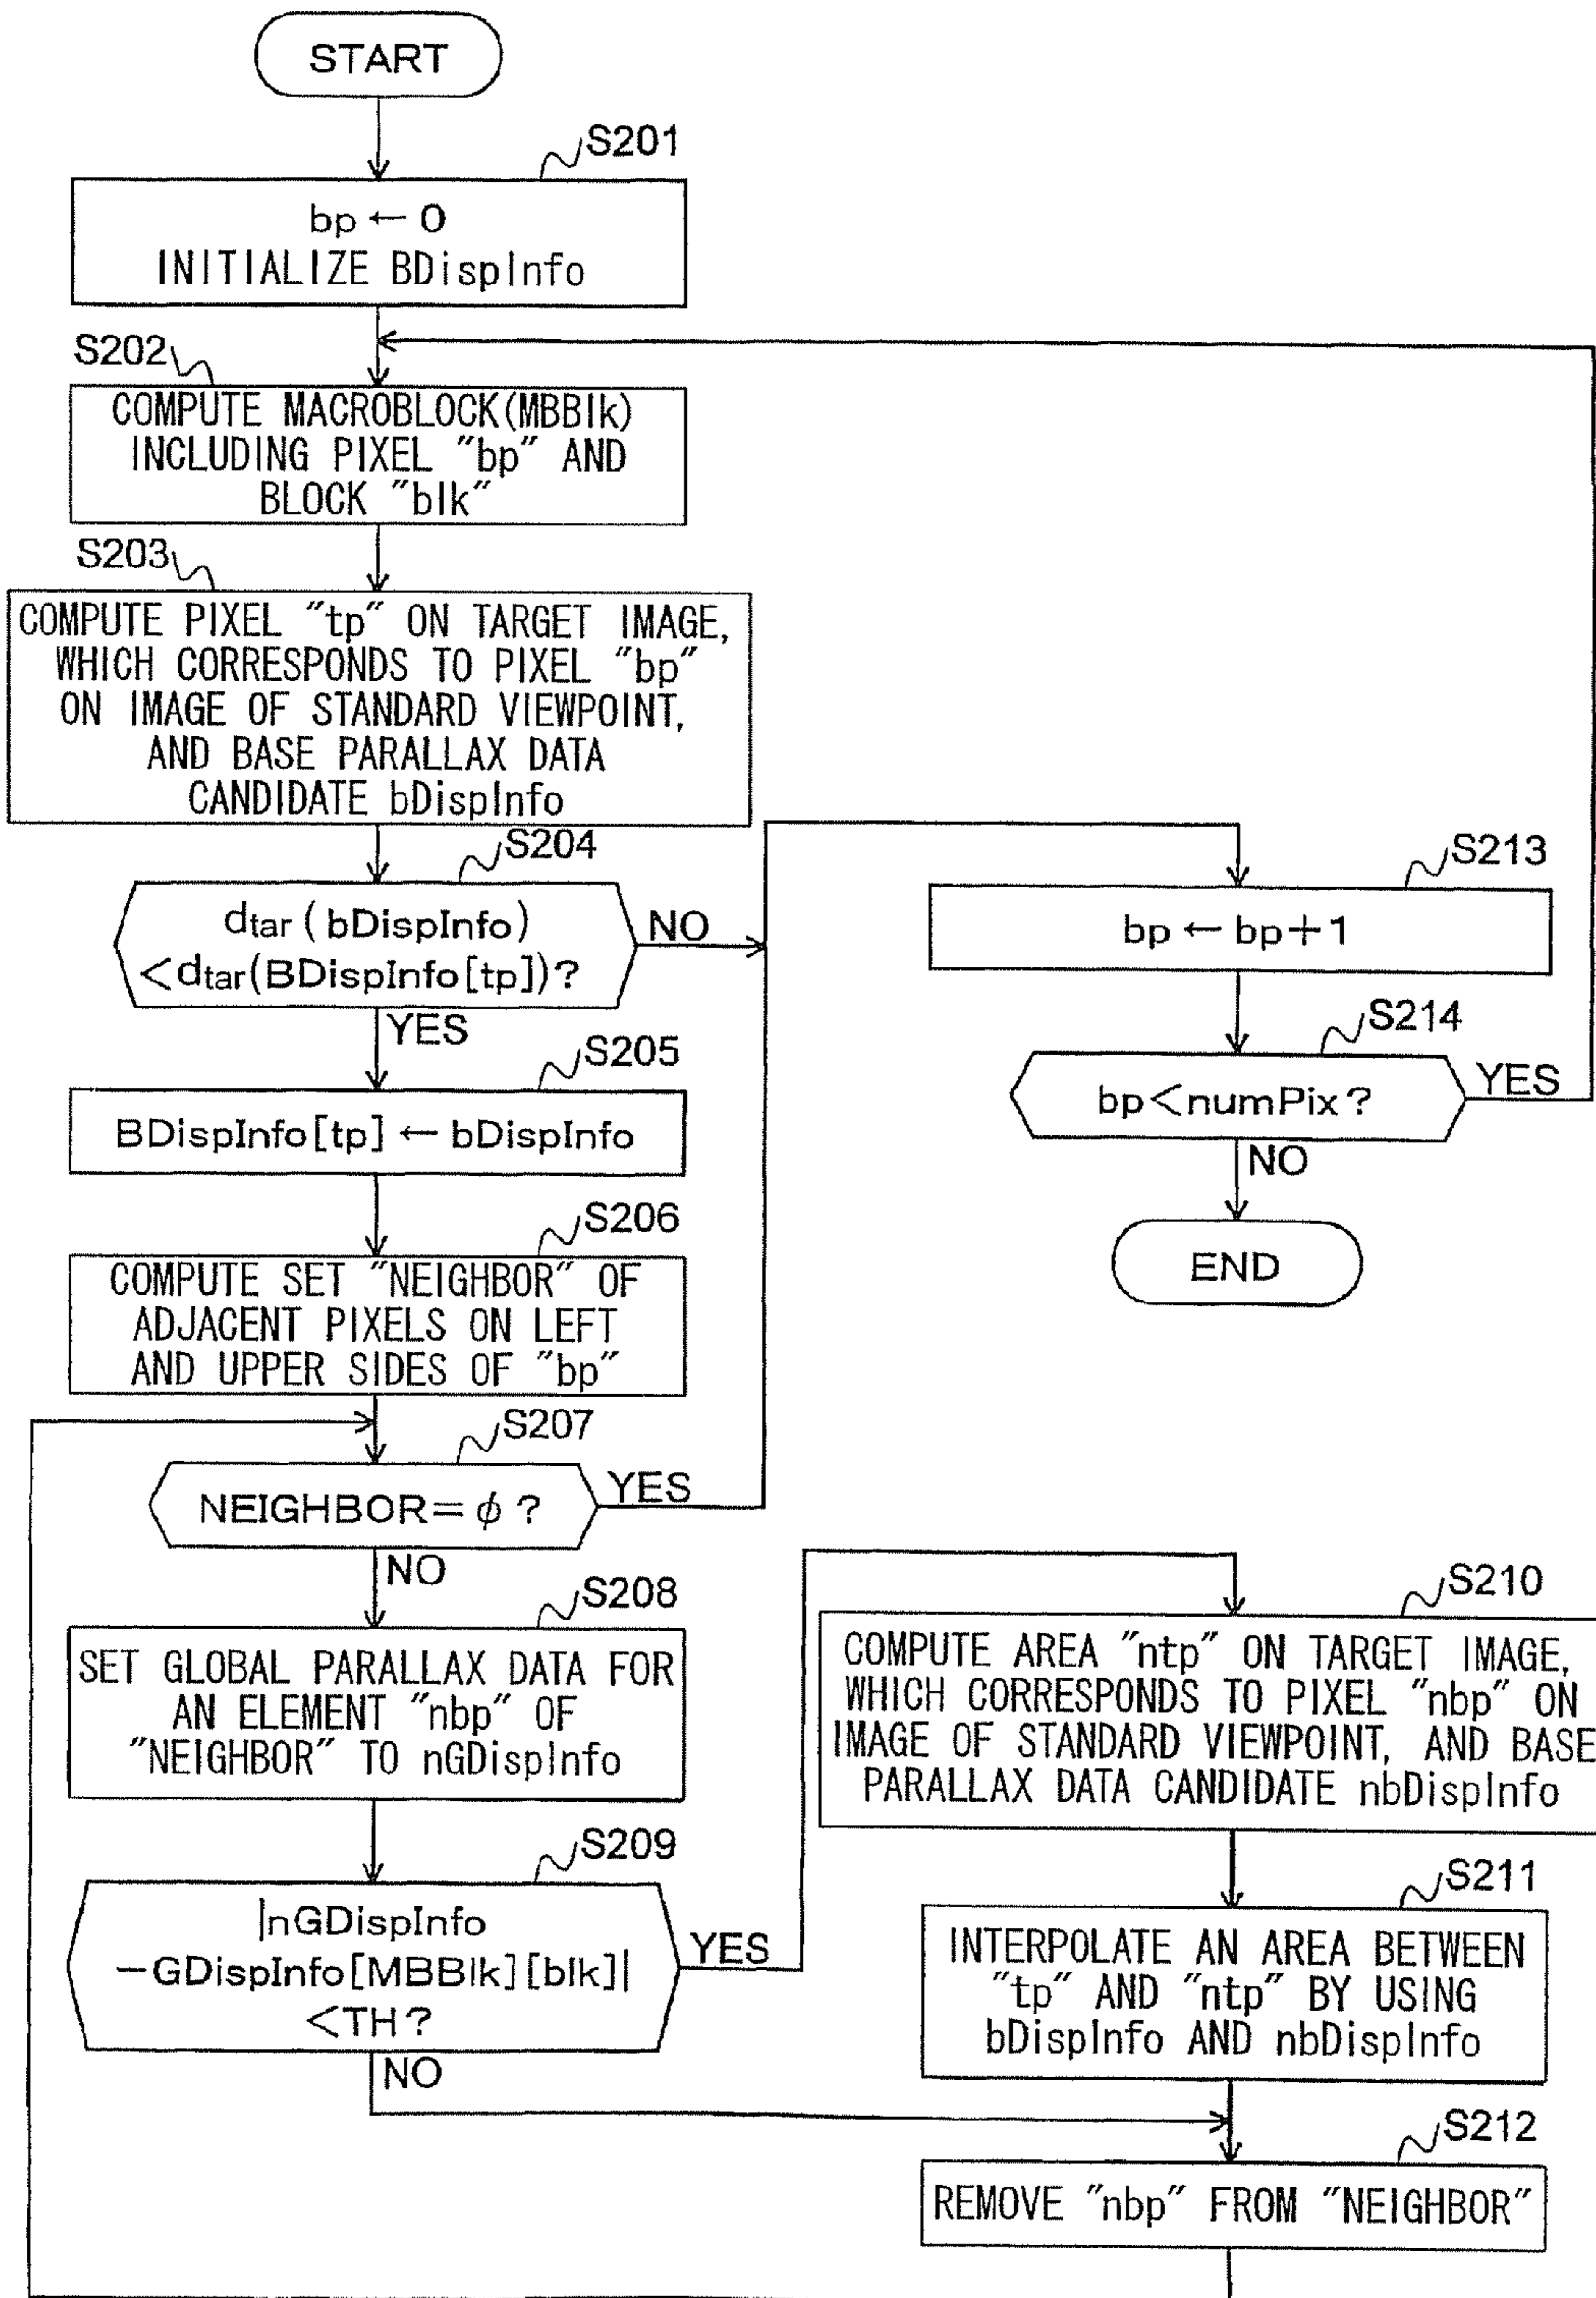 START
S201
bp ← 0
INITIALIZE BDispInfo
S202
COMPUTE MACROBLOCK(MBBlk)
INCLUDING PIXEL "bp" AND
BLOCK "blk"
S203
COMPUTE PIXEL "tp" ON TARGET IMAGE,
WHICH CORRESPONDS TO PIXEL "bp"
ON IMAGE OF STANDARD VIEWPOINT,
AND BASE PARALLAX DATA
CANDIDATE bDispInfo
S204
dtar(bDispInfo)
<dtar(BDispInfo[tp])?
NO
YES
S205
BDispInfo[tp] ← bDispInfo
S206
COMPUTE SET "NEIGHBOR" OF
ADJACENT PIXELS ON LEFT
AND UPPER SIDES OF "bp"
S207
NEIGHBOR=φ?
YES
NO
S208
SET GLOBAL PARALLAX DATA FOR
AN ELEMENT "nbp" OF
"NEIGHBOR" TO nGDispInfo
S209
|nGDispInfo
−GDispInfo[MBBlk][blk]|
<TH?
YES
NO
S210
COMPUTE AREA "ntp" ON TARGET IMAGE,
WHICH CORRESPONDS TO PIXEL "nbp" ON
IMAGE OF STANDARD VIEWPOINT, AND BASE
PARALLAX DATA CANDIDATE nbDispInfo
S211
INTERPOLATE AN AREA BETWEEN
"tp" AND "ntp" BY USING
bDispInfo AND nbDispInfo
S212
REMOVE "nbp" FROM "NEIGHBOR"
S213
bp ← bp+1
S214
bp<numPix?
YES
NO
END